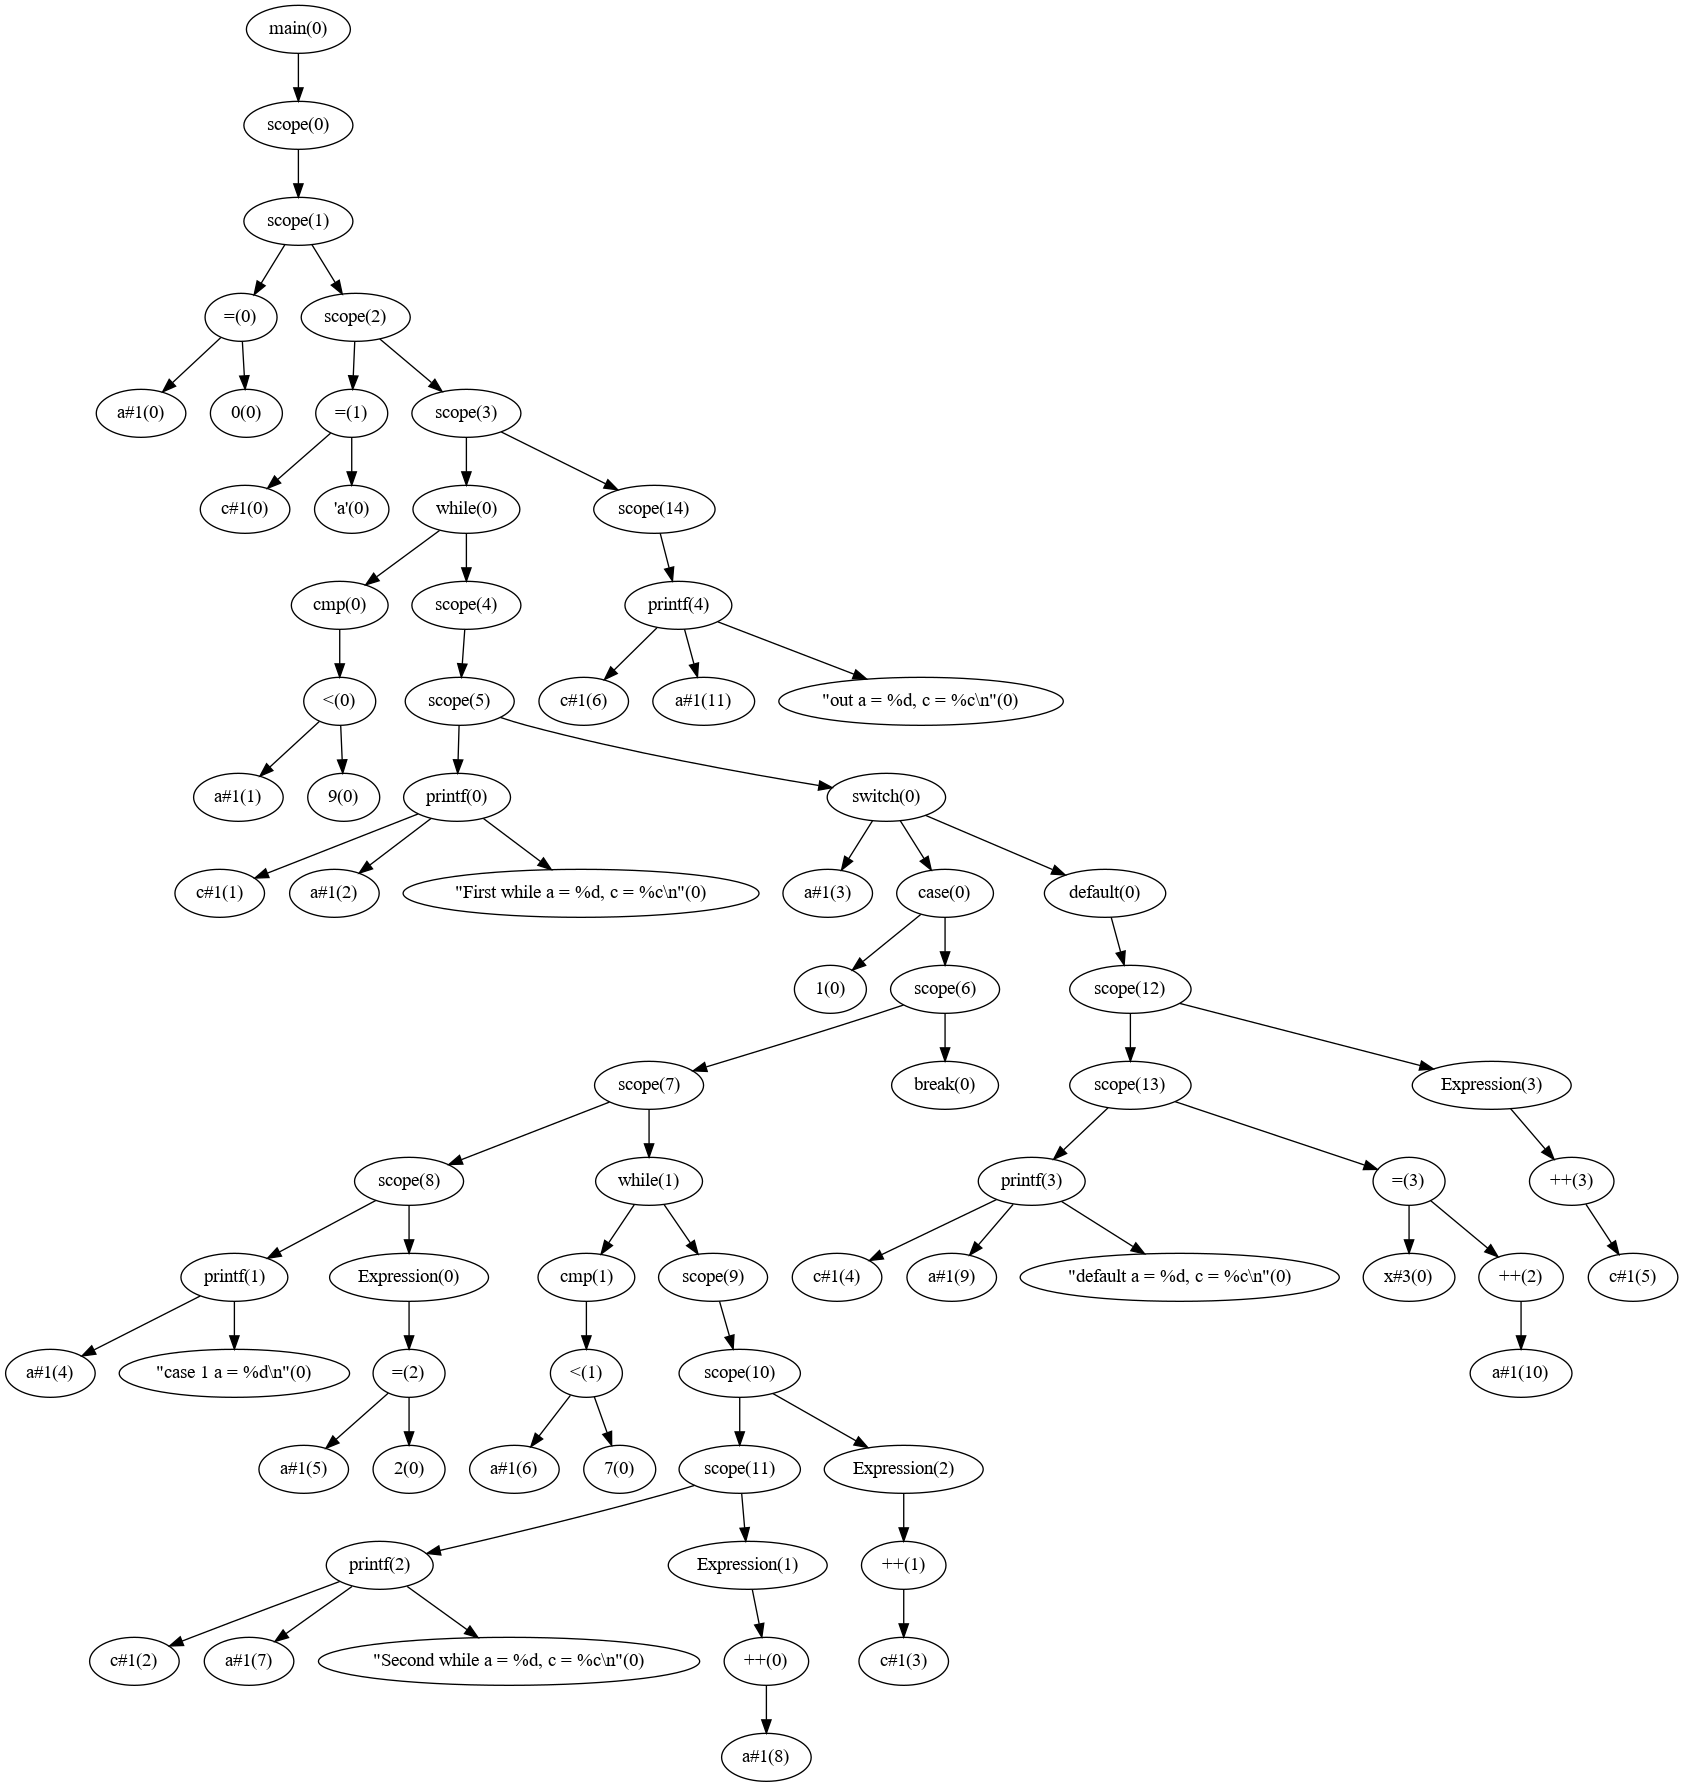 main(0)
scope(0)
scope(1)
=(0)
scope(2)
a#1(0)
0(0)
=(1)
scope(3)
c#1(0)
'a'(0)
while(0)
scope(14)
cmp(0)
scope(4)
printf(4)
<(0)
scope(5)
c#1(6)
a#1(11)
"out a = %d, c = %c\n"(0)
a#1(1)
9(0)
printf(0)
switch(0)
c#1(1)
a#1(2)
"First while a = %d, c = %c\n"(0)
a#1(3)
case(0)
default(0)
1(0)
scope(6)
scope(12)
scope(7)
break(0)
scope(13)
Expression(3)
scope(8)
while(1)
printf(3)
=(3)
++(3)
printf(1)
Expression(0)
cmp(1)
scope(9)
c#1(4)
a#1(9)
"default a = %d, c = %c\n"(0)
x#3(0)
++(2)
c#1(5)
a#1(4)
"case 1 a = %d\n"(0)
=(2)
<(1)
scope(10)
a#1(10)
a#1(5)
2(0)
a#1(6)
7(0)
scope(11)
Expression(2)
printf(2)
Expression(1)
++(1)
c#1(2)
a#1(7)
"Second while a = %d, c = %c\n"(0)
++(0)
c#1(3)
a#1(8)